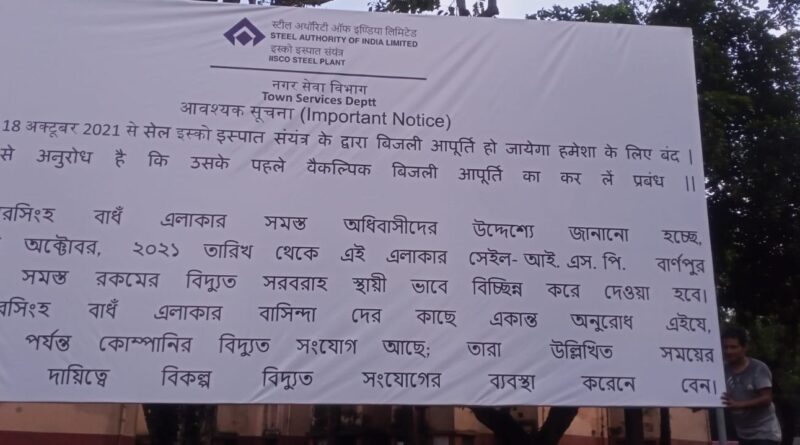 स्टील अथॉरिटी ऑफ इण्डिया लिमिटेड
STEEL AUTHORITY OF INDIA LIMITED
इस्को इस्पात संयंत्र
IISCO STEEL PLANT
नगर सेवा विभाग
Town Services Deptt
आवश्यक सूचना (Important Notice)
18 अक्टूबर 2021 से सेल इस्को इस्पात संयंत्र के द्वारा बिजली आपूर्ति हो जायेगा हमेशा के लिए बंद |
से अनुरोध है कि उसके पहले वैकल्पिक बिजली आपूर्ति का कर लें प्रबंध ||
রসিংহ বাধঁ এলাকার সমস্ত অধিবাসীদের উদ্দেশ্যে জানানো হচ্ছে,
অক্টোবর, ২০২১ তারিখ থেকে এই এলাকার সেইল- আই. এস. পি. বার্ণপুর
সমস্ত রকমের বিদ্যুত সরবরাহ স্থায়ী ভাবে বিচ্ছিন্ন করে দেওয়া হবে।
রসিংহ বাধঁ এলাকার বাসিন্দা দের কাছে একান্ত অনুরোধ এইযে,
পর্যন্ত কোম্পানির বিদ্যুত সংযোগ আছে; তারা উল্লিখিত সময়ের
দায়িত্বে বিকল্প বিদ্যুত সংযোগের ব্যবস্থা করেনে বেন।